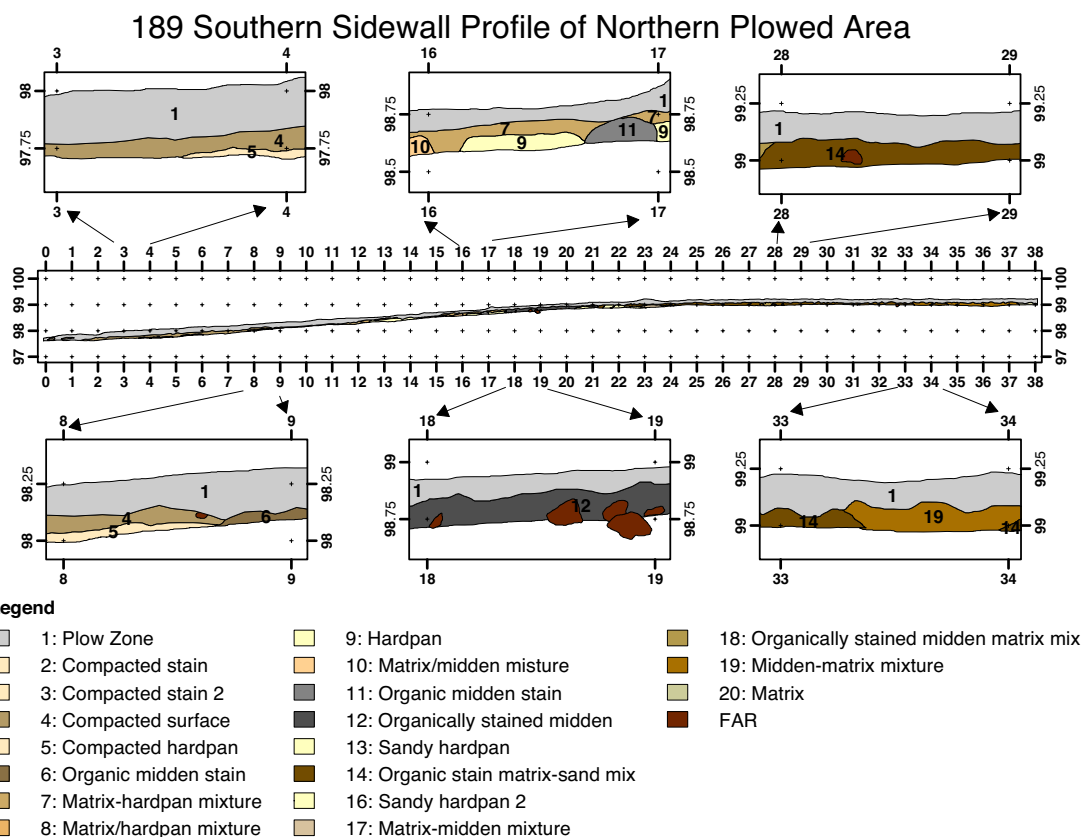 189 Southern Sidewall Profile of Northern Plowed Area
3 4
98 1 98
97.75 4 5 97.75
3 4
16 17
98.75 1 7 7 98.75
10 9 11 9
98.5 98.5
16 17
28 29
99.25 1 99.25
99 14 99
28 29
0 1 2 3 4 5 6 7 8 9 10 11 12 13 14 15 16 17 18 19 20 21 22 23 24 25 26 27 28 29 30 31 32 33 34 35 36 37 38
100 100
99 99
98 98
97 97
0 1 2 3 4 5 6 7 8 9 10 11 12 13 14 15 16 17 18 19 20 21 22 23 24 25 26 27 28 29 30 31 32 33 34 35 36 37 38
8 9
98.25 1 98.25
4 6
98 5 98
8 9
18 19
99 99
1
98.75 12 98.75
18 19
33 34
99.25 1 99.25
99 14 19 14 99
33 34
egend
1: Plow Zone
2: Compacted stain
3: Compacted stain 2
4: Compacted surface
5: Compacted hardpan
6: Organic midden stain
7: Matrix-hardpan mixture
8: Matrix/hardpan mixture
9: Hardpan
10: Matrix/midden misture
11: Organic midden stain
12: Organically stained midden
13: Sandy hardpan
14: Organic stain matrix-sand mix
16: Sandy hardpan 2
17: Matrix-midden mixture
18: Organically stained midden matrix mix
19: Midden-matrix mixture
20: Matrix
FAR